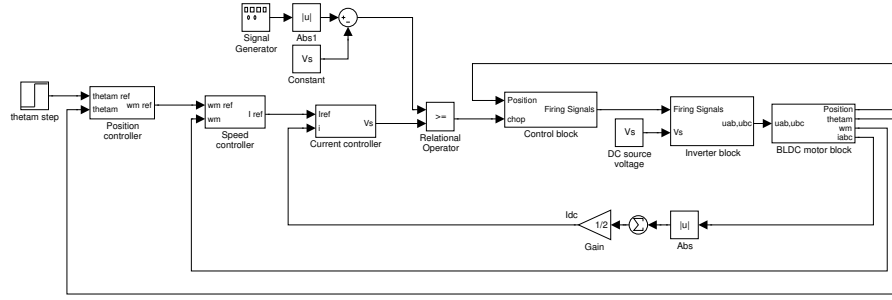 Signal
Generator
|u|
Abs1
+
-
Vs
Constant
thetam step
thetam ref
thetam
wm ref
Position
controller
wm ref
wm
I ref
Speed
controller
Iref
i
Vs
Current controller
>=
Relational
Operator
Position
chop
Firing Signals
Control block
Vs
DC source
voltage
Firing Signals
Vs
uab,ubc
Inverter block
uab,ubc
Position
thetam
wm
iabc
BLDC motor block
Idc
1/2
Gain
Σ
|u|
Abs